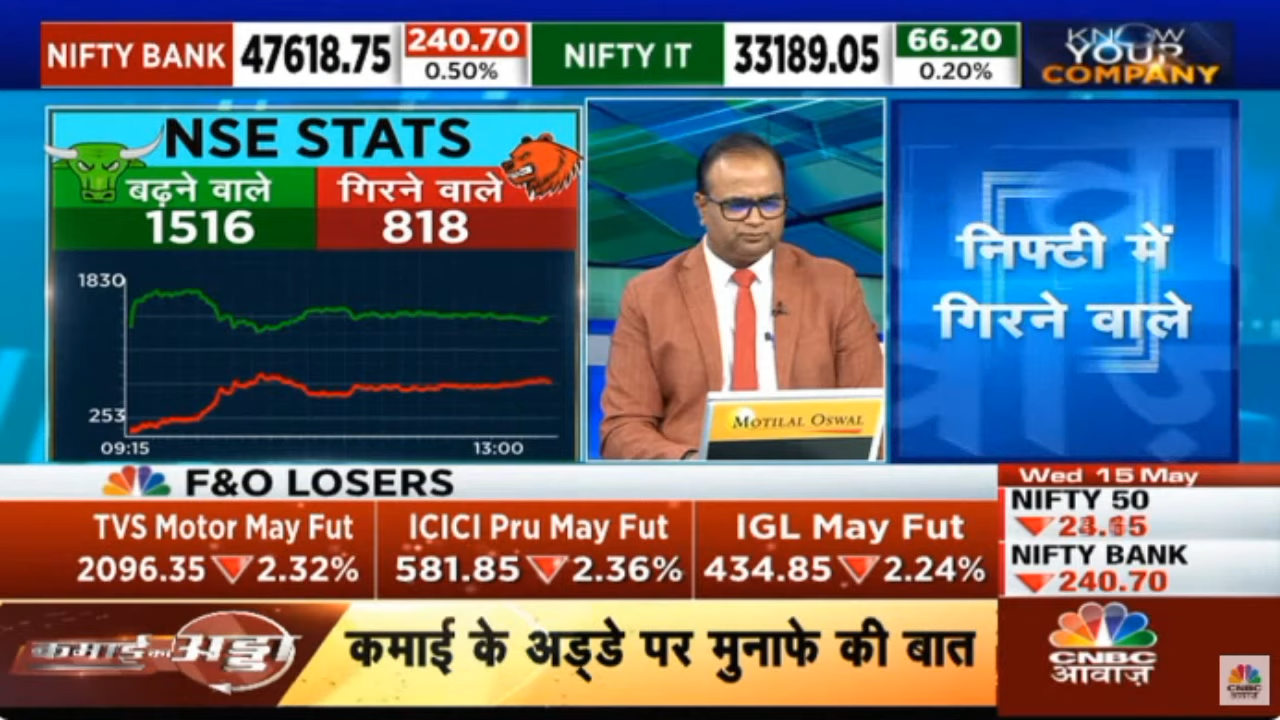 NIFTY BANK 47618.75 240.70 0.50% NIFTY IT 33189.05 66.20 0.20%
KNOW YOUR COMPANY
NSE STATS
बढ़ने वाले 1516
गिरने वाले 818
1830
253
09:15 13:00
MOTILAL OSWAL
निफ्टी में
गिरने वाले
F&O LOSERS
TVS Motor May Fut
2096.35 2.32%
ICICI Pru May Fut
581.85 2.36%
IGL May Fut
434.85 2.24%
Wed 15 May
NIFTY 50
NIFTY BANK
240.70
कमाई का अड्डा
कमाई के अड्डे पर मुनाफे की बात
CNBC
आवाज़
CNBC
आवाज़